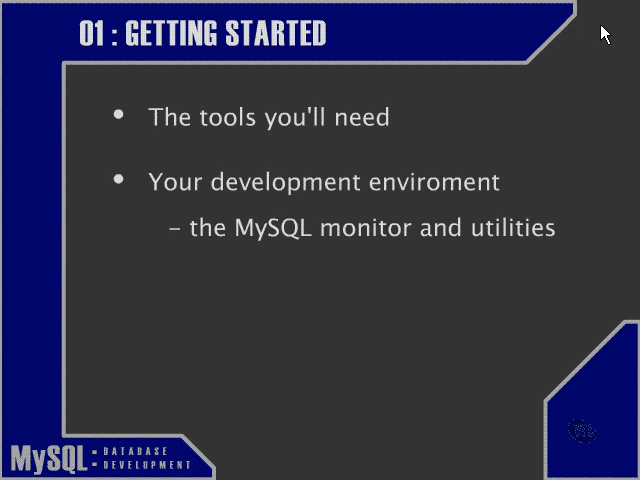 01 : GETTING STARTED
• The tools you'll need
• Your development enviroment
– the MySQL monitor and utilities
MySQL : DATABASE
DEVELOPMENT